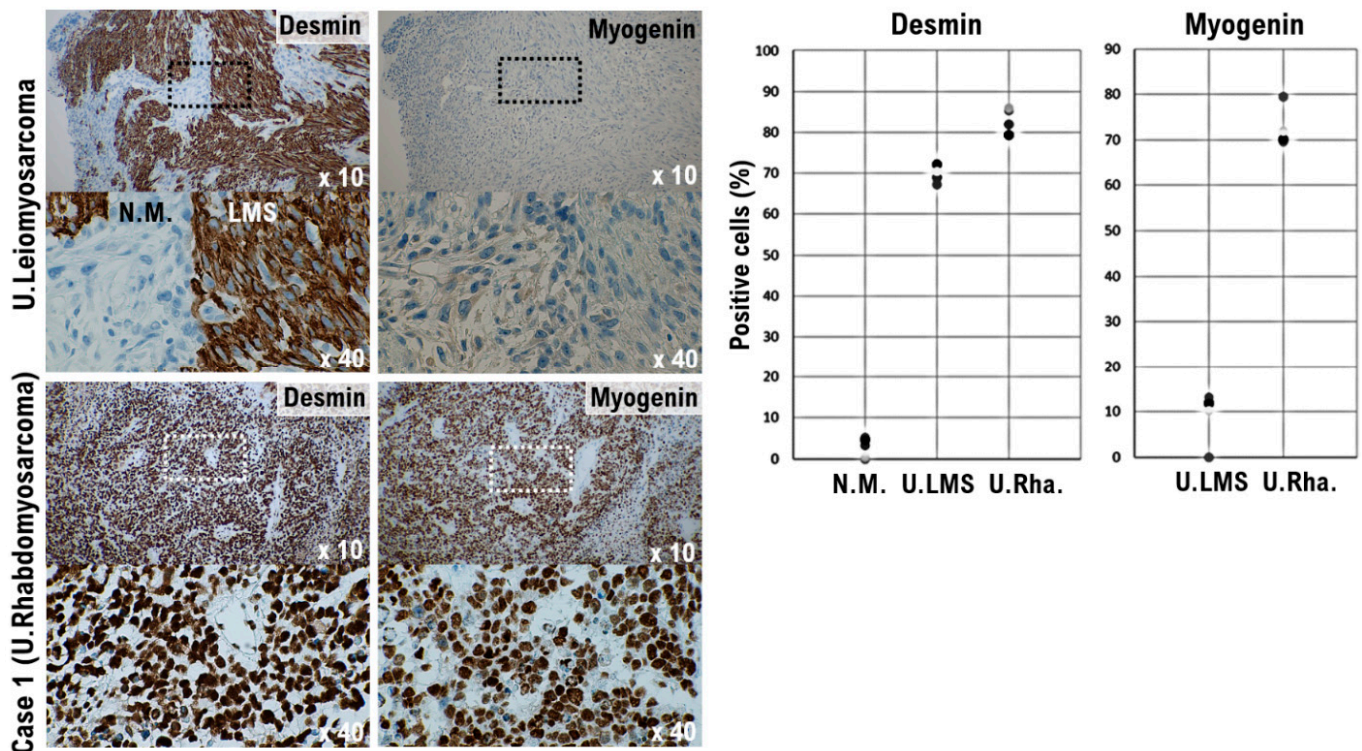 U.Leiomyosarcoma
Desmin
x 10
Myogenin
x 10
N.M.
LMS
x 40
x 40
Case 1 (U.Rhabdomyosarcoma)
Desmin
x 10
Myogenin
x 10
x 40
x 40
Desmin
Positive cells (%)
100
90
80
70
60
50
40
30
20
10
0
N.M. U.LMS U.Rha.
Myogenin
90
80
70
60
50
40
30
20
10
0
U.LMS U.Rha.